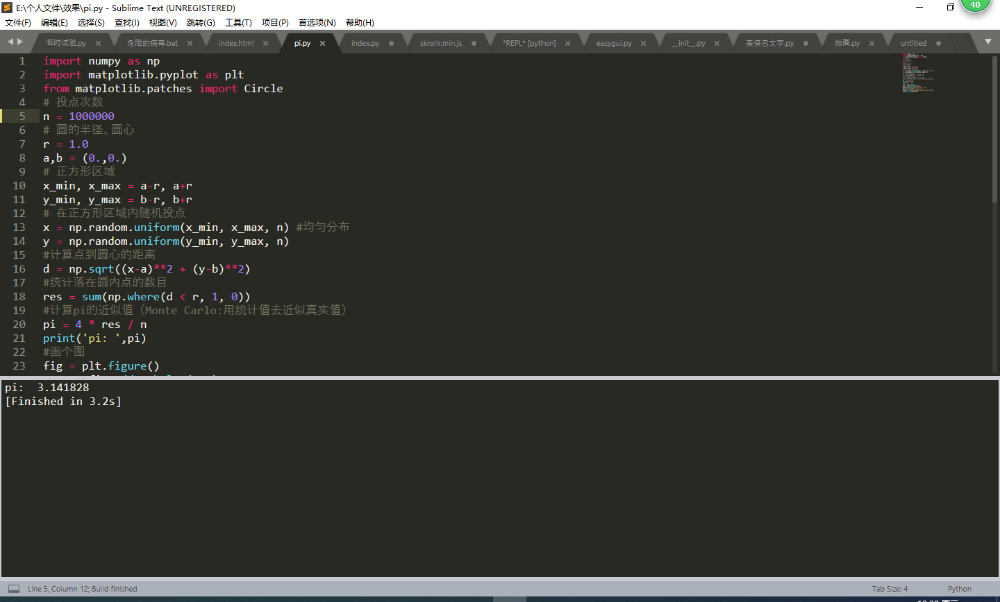 E:\个人文件\效果\pi.py - Sublime Text (UNREGISTERED)
40
文件(F) 编辑(E) 选择(S) 查找(I) 视图(V) 跳转(G) 工具(T) 项目(P) 首选项(N) 帮助(H)
临时试验.py 危险的病毒.bat index.html pi.py index.py skrollr.min.js *REPL* [python] easygui.py __init__.py 表情包文字.py 做图.py untitled
1 import numpy as np
2 import matplotlib.pyplot as plt
3 from matplotlib.patches import Circle
4 # 投点次数
5 n = 1000000
6 # 圆的半径、圆心
7 r = 1.0
8 a,b = (0.,0.)
9 # 正方形区域
10 x_min, x_max = a-r, a+r
11 y_min, y_max = b-r, b+r
12 # 在正方形区域内随机投点
13 x = np.random.uniform(x_min, x_max, n) #均匀分布
14 y = np.random.uniform(y_min, y_max, n)
15 #计算点到圆心的距离
16 d = np.sqrt((x-a)**2 + (y-b)**2)
17 #统计落在圆内点的数目
18 res = sum(np.where(d < r, 1, 0))
19 #计算pi的近似值（Monte Carlo:用统计值去近似真实值）
20 pi = 4 * res / n
21 print('pi: ',pi)
22 #画个图
23 fig = plt.figure()
pi:  3.141828
[Finished in 3.2s]
Line 5, Column 12; Build finished
Tab Size: 4
Python